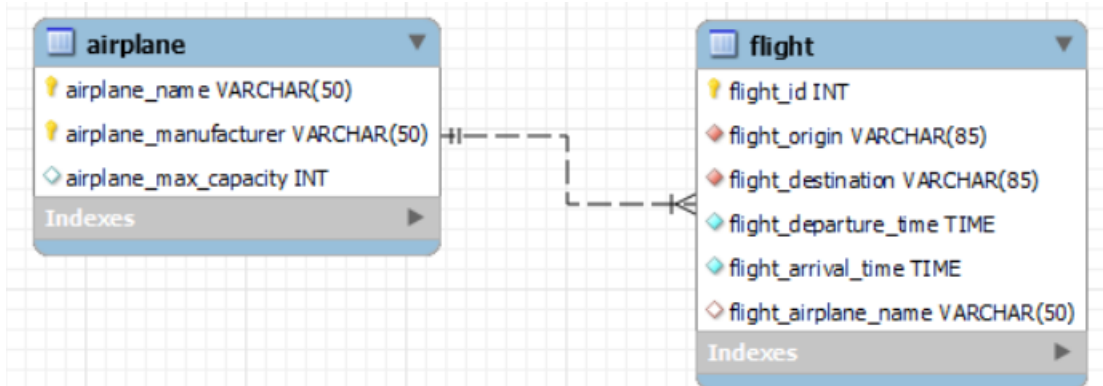 airplane
airplane_name VARCHAR(50)
airplane_manufacturer VARCHAR(50)
airplane_max_capacity INT
Indexes
flight
flight_id INT
flight_origin VARCHAR(85)
flight_destination VARCHAR(85)
flight_departure_time TIME
flight_arrival_time TIME
flight_airplane_name VARCHAR(50)
Indexes